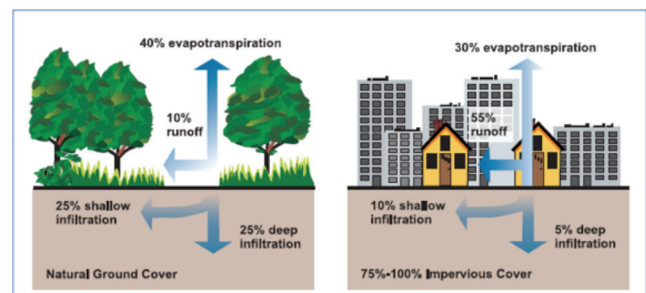 40% evapotranspiration
10%
runoff
25% shallow
infiltration
25% deep
infiltration
Natural Ground Cover
30% evapotranspiration
55%
runoff
10% shallow
infiltration
5% deep
infiltration
75%-100% Impervious Cover